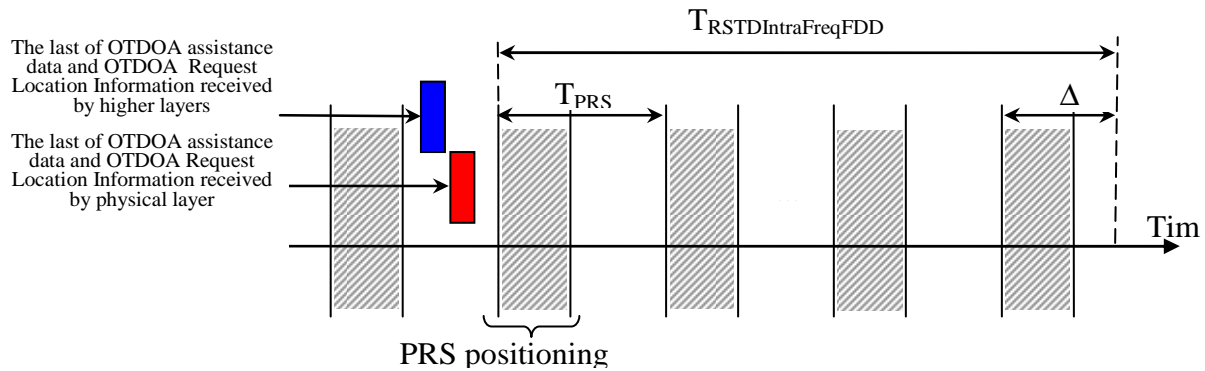 T_RSTDIntraFreqFDD
The last of OTDOA assistance
data and OTDOA Request
Location Information received
by higher layers
T_PRS
Δ
The last of OTDOA assistance
data and OTDOA Request
Location Information received
by physical layer
Tim
PRS positioning